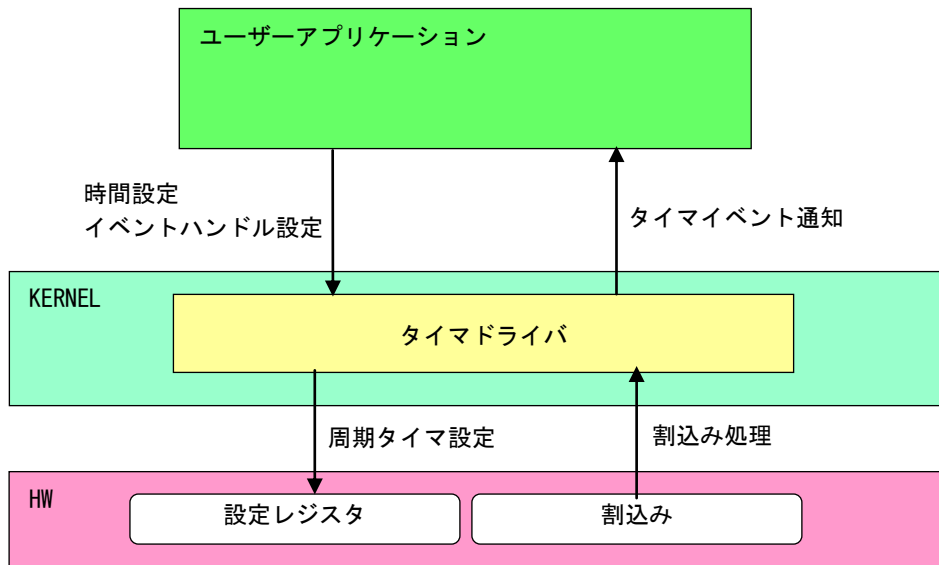 ユーザーアプリケーション
時間設定
イベントハンドル設定
タイマイベント通知
KERNEL
タイマドライバ
周期タイマ設定
割込み処理
HW
設定レジスタ
割込み